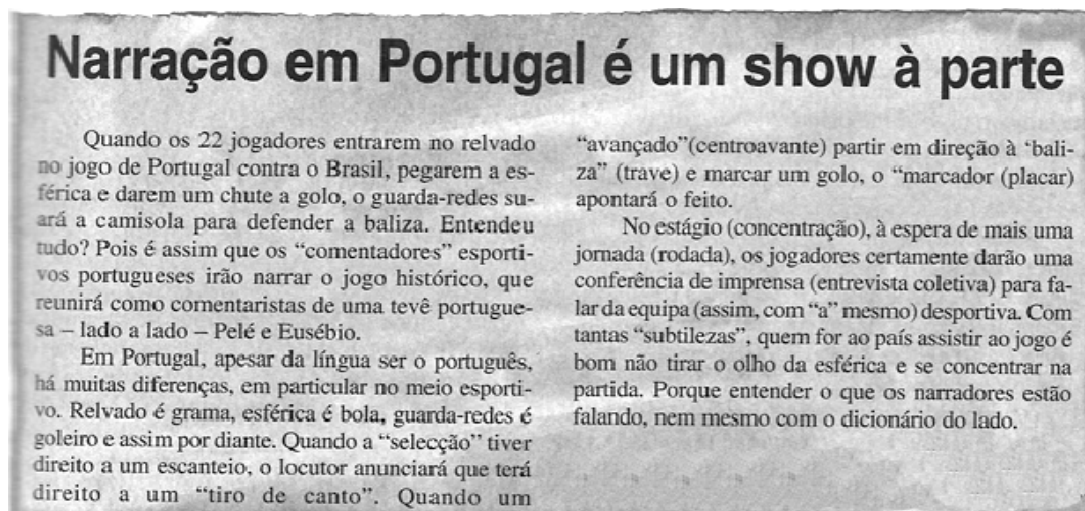 Narração em Portugal é um show à parte
Quando os 22 jogadores entrarem no relvado
no jogo de Portugal contra o Brasil, pegarem a es-
férica e darem um chute a golo, o guarda-redes su-
ará a camisola para defender a baliza. Entendeu
tudo? Pois é assim que os “comentadores” esporti-
vos portugueses irão narrar o jogo histórico, que
reunirá como comentaristas de uma tevê portugue-
sa – lado a lado – Pelé e Eusébio.
Em Portugal, apesar da língua ser o português,
há muitas diferenças, em particular no meio esporti-
vo. Relvado é grama, esférica é bola, guarda-redes é
goleiro e assim por diante. Quando a “selecção” tiver
direito a um escanteio, o locutor anunciará que terá
direito a um “tiro de canto”. Quando um
“avançado”(centroavante) partir em direção à ‘bali-
za” (trave) e marcar um golo, o “marcador (placar)
apontará o feito.
No estágio (concentração), à espera de mais uma
jornada (rodada), os jogadores certamente darão uma
conferência de imprensa (entrevista coletiva) para fa-
lar da equipa (assim, com “a” mesmo) desportiva. Com
tantas “subtilezas”, quem for ao país assistir ao jogo é
bom não tirar o olho da esférica e se concentrar na
partida. Porque entender o que os narradores estão
falando, nem mesmo com o dicionário do lado.